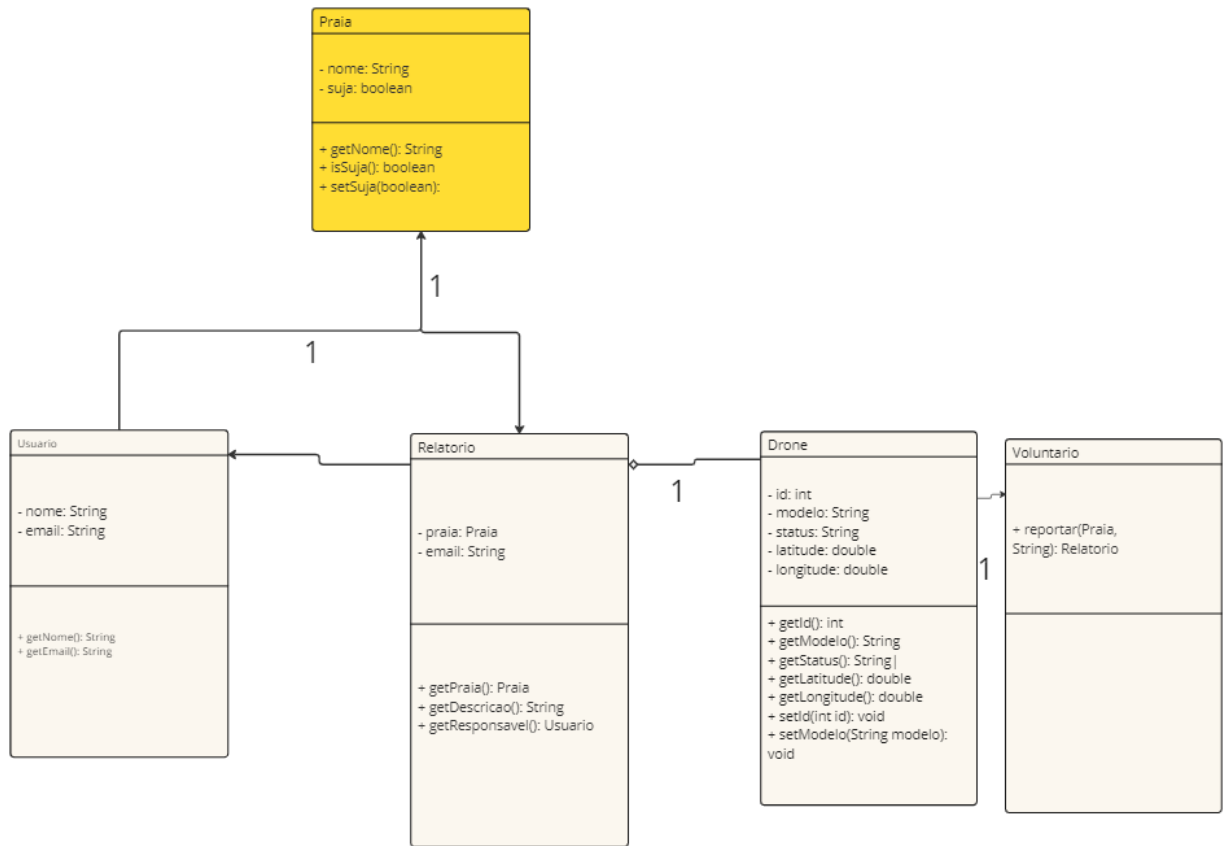 Praia
- nome: String
- suja: boolean
+ getNome(): String
+ isSuja(): boolean
+ setSuja(boolean):
1
1
Usuario
- nome: String
- email: String
+ getNome(): String
+ getEmail(): String
Relatorio
- praia: Praia
- email: String
+ getPraia(): Praia
+ getDescricao(): String
+ getResponsavel(): Usuario
1
Drone
- id: int
- modelo: String
- status: String
- latitude: double
- longitude: double
+ getId(): int
+ getModelo(): String
+ getStatus(): String|
+ getLatitude(): double
+ getLongitude(): double
+ setId(int id): void
+ setModelo(String modelo):
void
1
Voluntario
+ reportar(Praia,
String): Relatorio